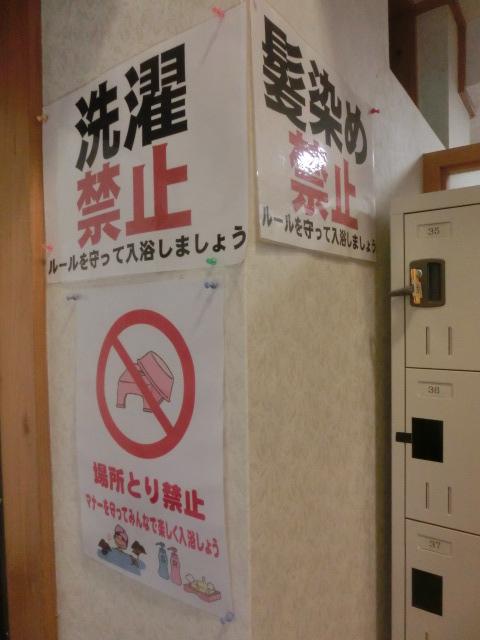 洗濯
禁止
ルールを守って入浴しましょう
髪染め
禁止
ルールを守って入浴しましょう
場所とり禁止
マナーを守ってみんなで楽しく入浴しよう
35
36
37